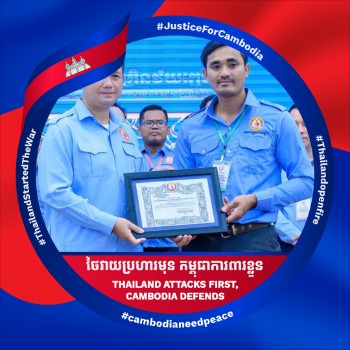 #JusticeForCambodia
#ThailandStartedTheWar
#Thailandopenfire
ថៃវាយប្រហារមុន កម្ពុជាការពារខ្លួន
THAILAND ATTACKS FIRST,
CAMBODIA DEFENDS
#cambodianeedpeace